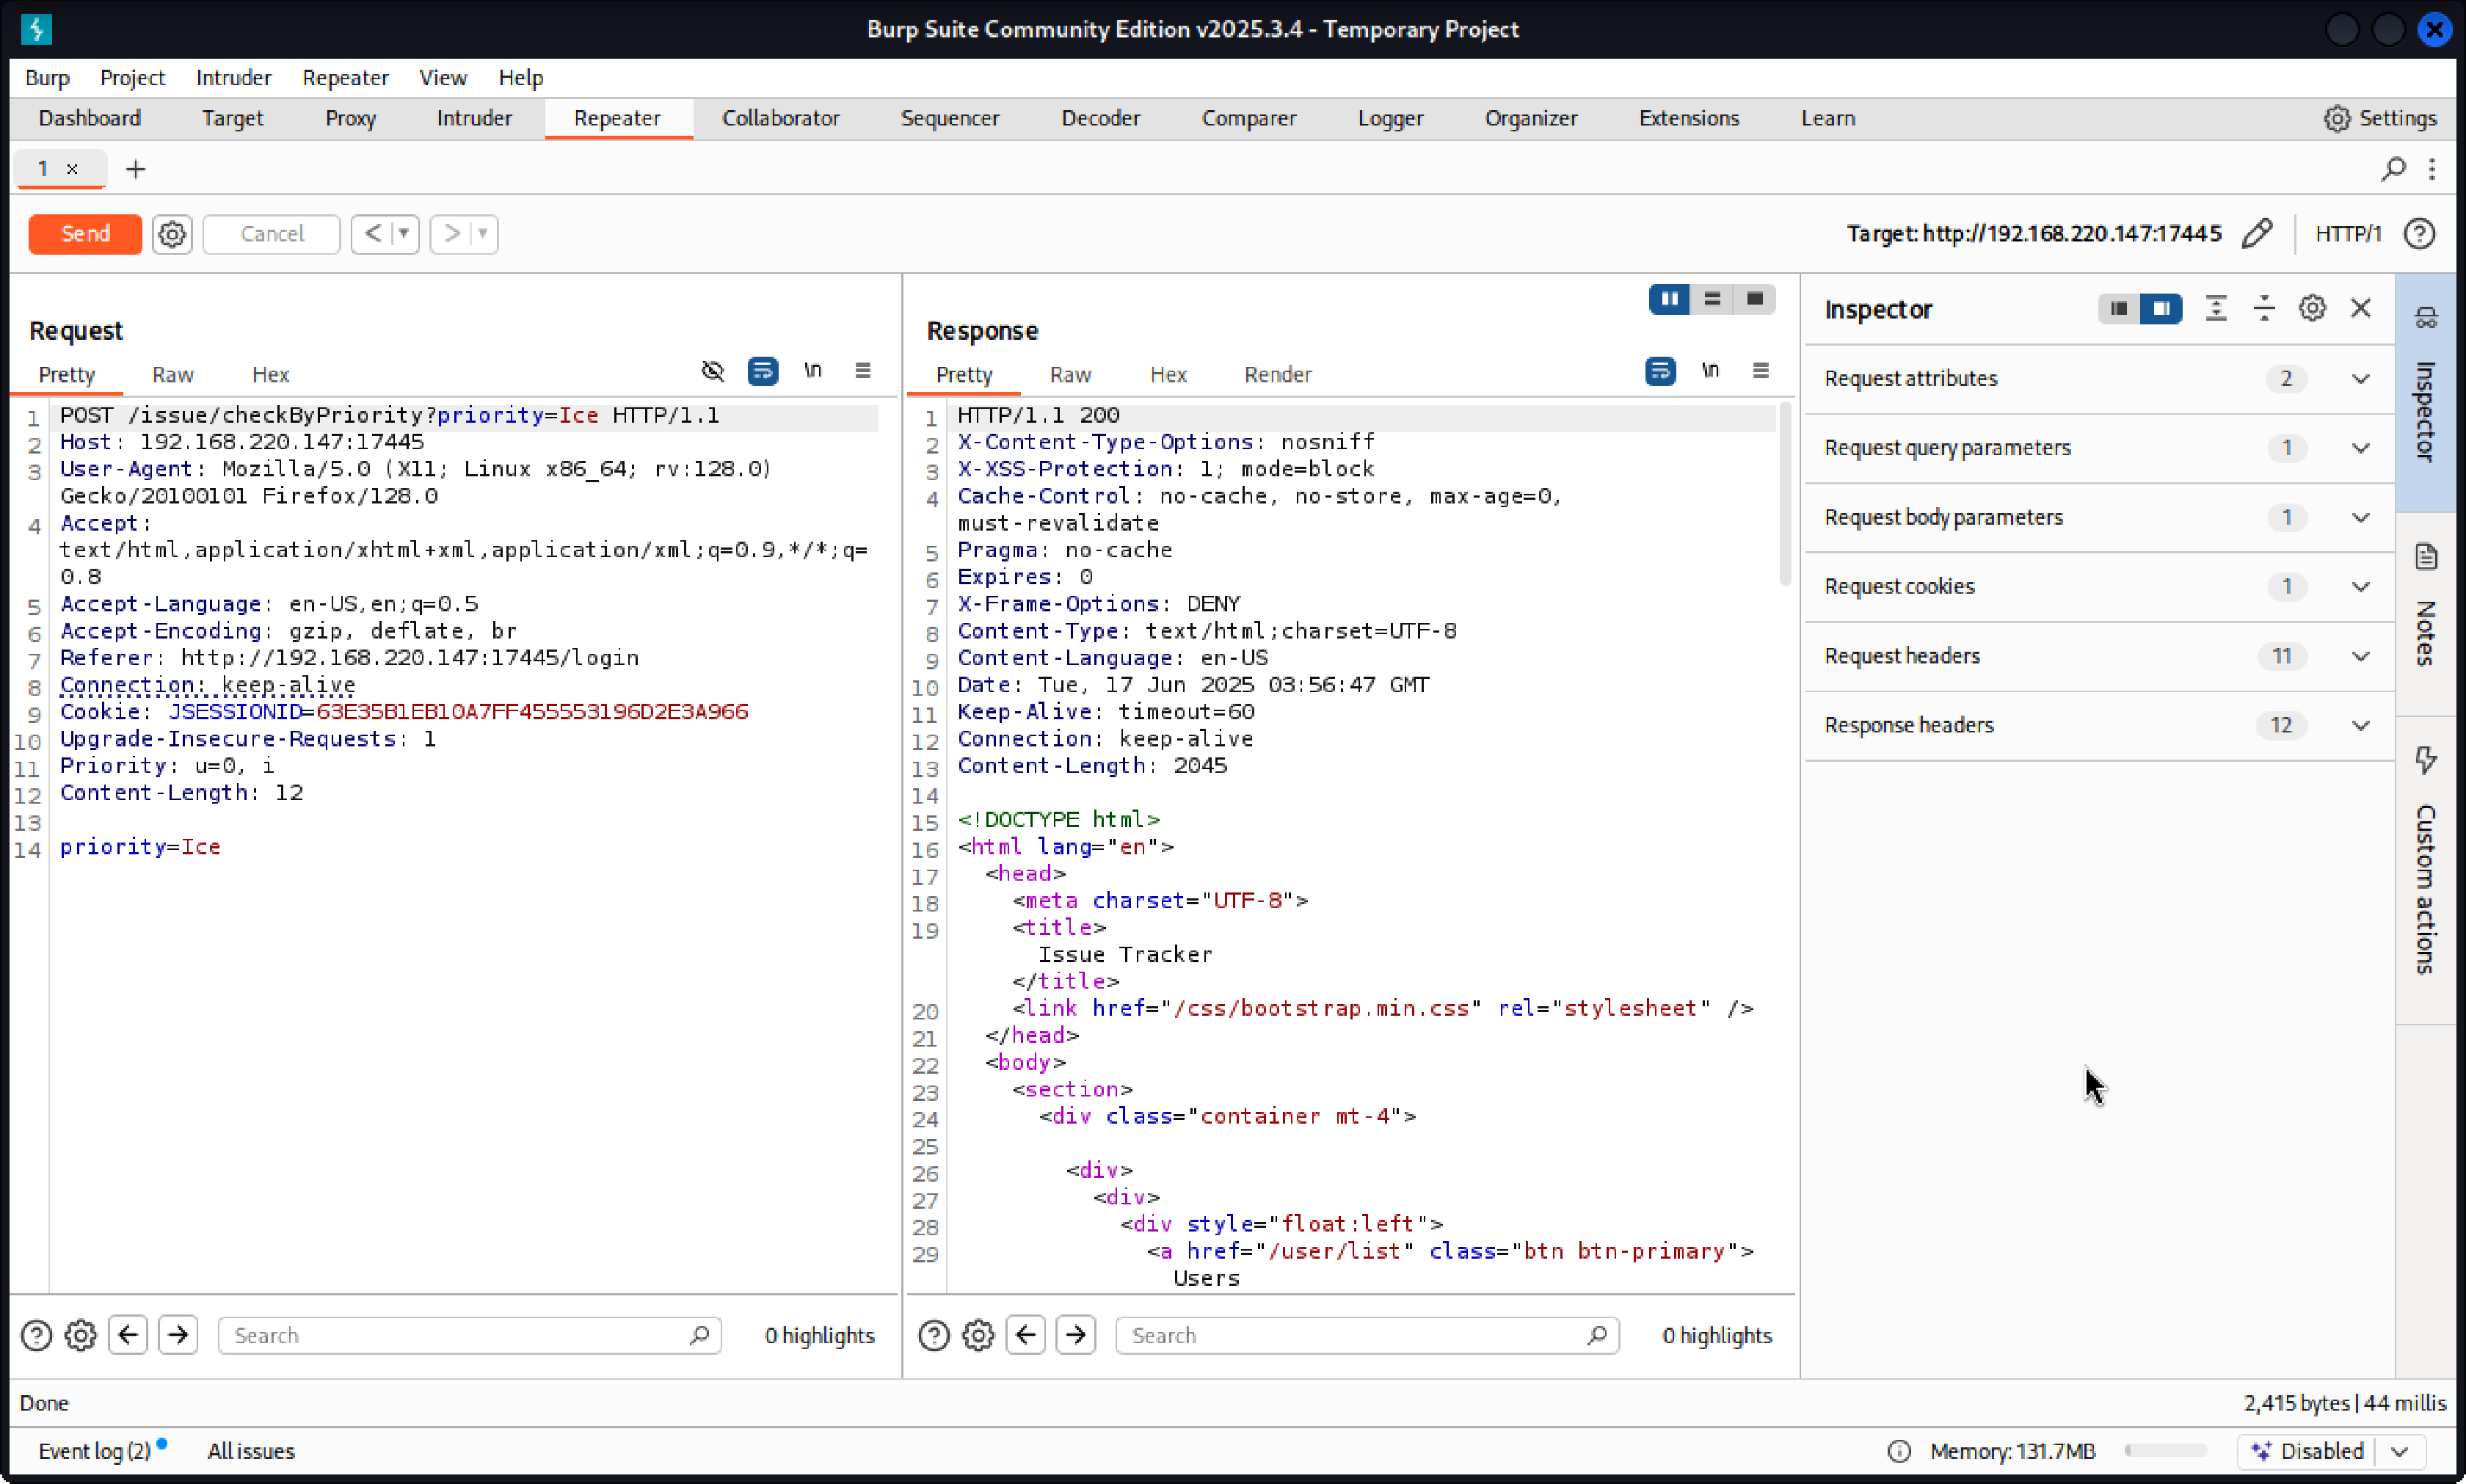 Burp Suite Community Edition v2025.3.4 - Temporary Project
Burp Project Intruder Repeater View Help
Dashboard Target Proxy Intruder Repeater Collaborator Sequencer Decoder Comparer Logger Organizer Extensions Learn Settings
1 × +
Send Cancel < > Target: http://192.168.220.147:17445 HTTP/1
Request
Pretty Raw Hex \n
1 POST /issue/checkByPriority?priority=Ice HTTP/1.1
2 Host: 192.168.220.147:17445
3 User-Agent: Mozilla/5.0 (X11; Linux x86_64; rv:128.0)
Gecko/20100101 Firefox/128.0
4 Accept:
text/html,application/xhtml+xml,application/xml;q=0.9,*/*;q=
0.8
5 Accept-Language: en-US,en;q=0.5
6 Accept-Encoding: gzip, deflate, br
7 Referer: http://192.168.220.147:17445/login
8 Connection: keep-alive
9 Cookie: JSESSIONID=63E35B1EB10A7FF455553196D2E3A966
10 Upgrade-Insecure-Requests: 1
11 Priority: u=0, i
12 Content-Length: 12
13
14 priority=Ice
Search 0 highlights
Response
Pretty Raw Hex Render \n
1 HTTP/1.1 200
2 X-Content-Type-Options: nosniff
3 X-XSS-Protection: 1; mode=block
4 Cache-Control: no-cache, no-store, max-age=0,
must-revalidate
5 Pragma: no-cache
6 Expires: 0
7 X-Frame-Options: DENY
8 Content-Type: text/html;charset=UTF-8
9 Content-Language: en-US
10 Date: Tue, 17 Jun 2025 03:56:47 GMT
11 Keep-Alive: timeout=60
12 Connection: keep-alive
13 Content-Length: 2045
14
15 <!DOCTYPE html>
16 <html lang="en">
17 <head>
18 <meta charset="UTF-8">
19 <title>
Issue Tracker
</title>
20 <link href="/css/bootstrap.min.css" rel="stylesheet" />
21 </head>
22 <body>
23 <section>
24 <div class="container mt-4">
25
26 <div>
27 <div>
28 <div style="float:left">
29 <a href="/user/list" class="btn btn-primary">
Users
Search 0 highlights
Inspector
Request attributes 2
Request query parameters 1
Request body parameters 1
Request cookies 1
Request headers 11
Response headers 12
Inspector
Notes
Custom actions
Done 2,415 bytes | 44 millis
Event log (2) All issues Memory: 131.7MB Disabled